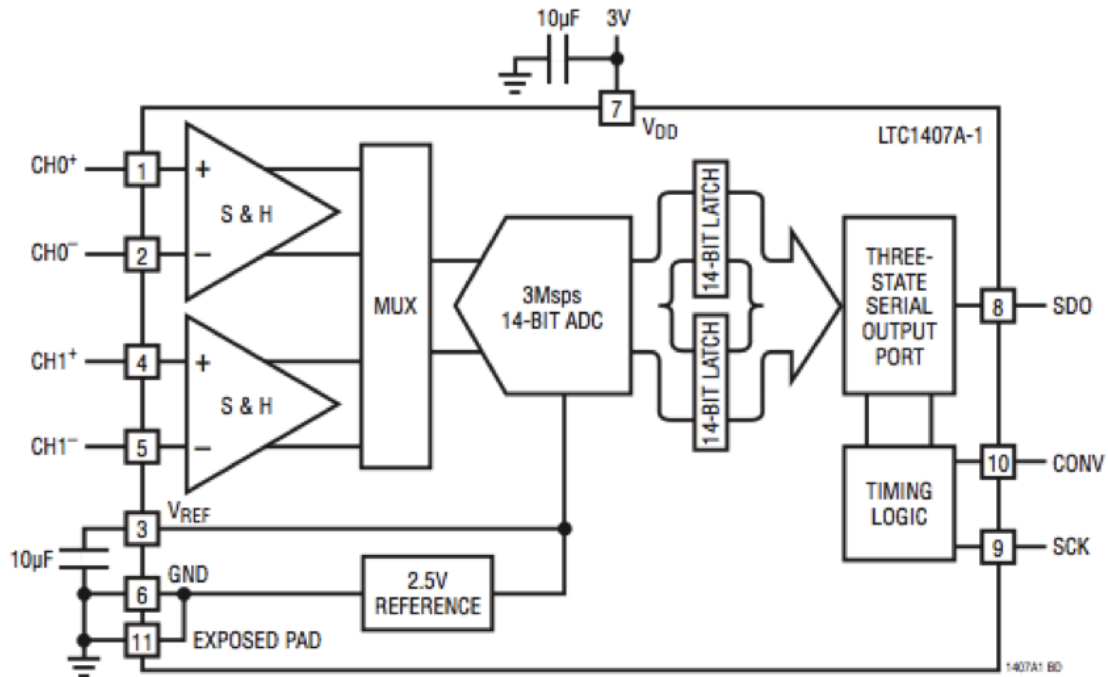 10µF 3V
7
VDD
LTC1407A-1
CH0+ 1 +
S & H
CH0– 2 –
CH1+ 4 +
S & H
CH1– 5 –
MUX
3Msps
14-BIT ADC
14-BIT LATCH
14-BIT LATCH
THREE-
STATE
SERIAL
OUTPUT
PORT
8 SDO
10 CONV
TIMING
LOGIC
9 SCK
3 VREF
10µF
6 GND
2.5V
REFERENCE
11 EXPOSED PAD
1407A1 BD